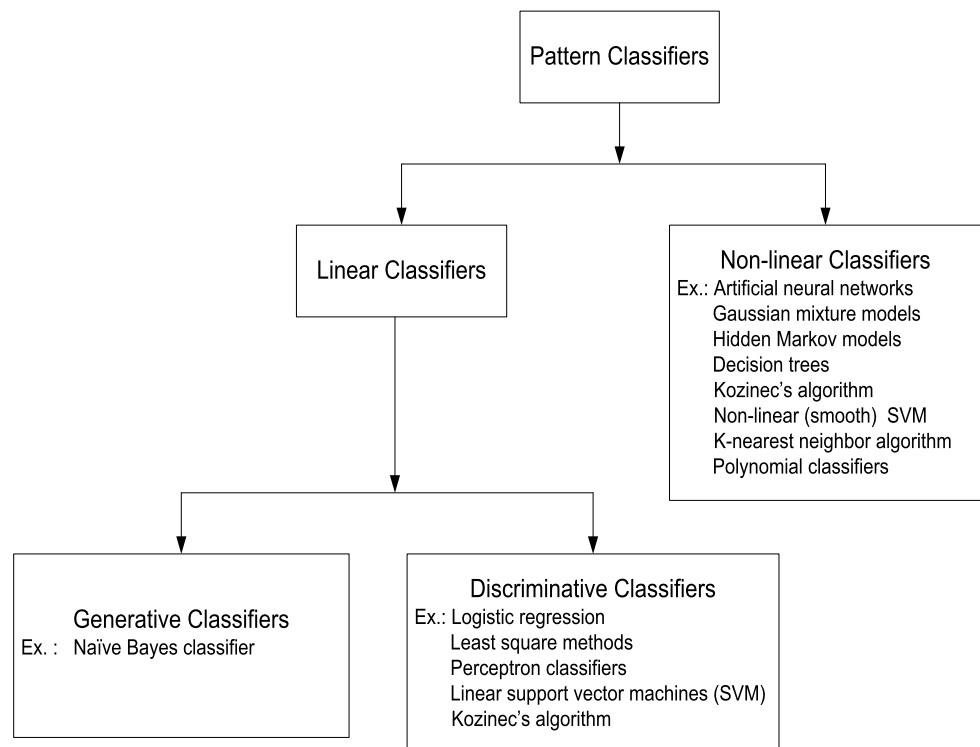 Pattern Classifiers
Linear Classifiers
Non-linear Classifiers
Ex.: Artificial neural networks
Gaussian mixture models
Hidden Markov models
Decision trees
Kozinec's algorithm
Non-linear (smooth) SVM
K-nearest neighbor algorithm
Polynomial classifiers
Generative Classifiers
Ex. : Naïve Bayes classifier
Discriminative Classifiers
Ex.: Logistic regression
Least square methods
Perceptron classifiers
Linear support vector machines (SVM)
Kozinec's algorithm